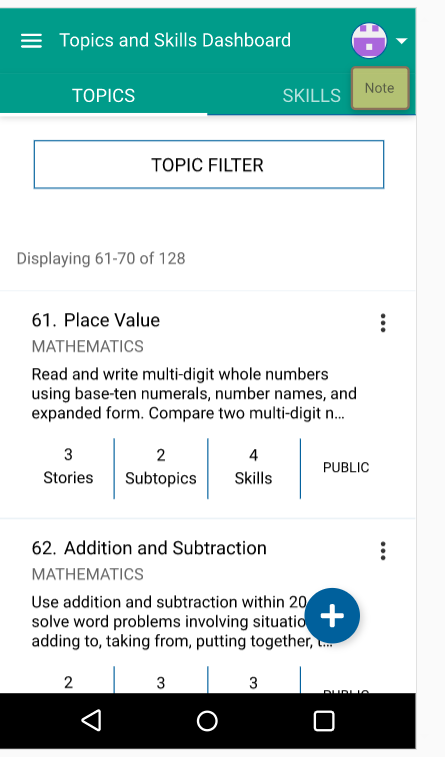 Topics and Skills Dashboard
TOPICS SKILLS Note
TOPIC FILTER
Displaying 61-70 of 128
61. Place Value
MATHEMATICS
Read and write multi-digit whole numbers
using base-ten numerals, number names, and
expanded form. Compare two multi-digit n...
3 2 4
Stories Subtopics Skills PUBLIC
62. Addition and Subtraction
MATHEMATICS
Use addition and subtraction within 20
solve word problems involving situatio
adding to, taking from, putting together, t...
2 3 3
PUBLIC